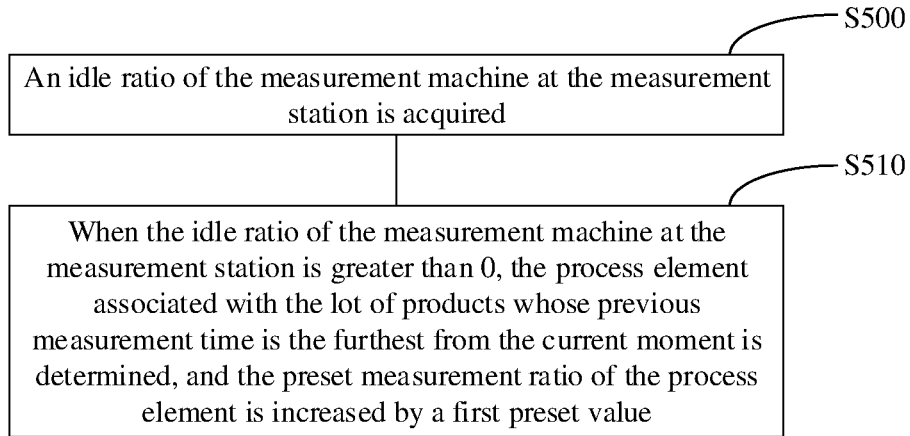 S500
An idle ratio of the measurement machine at the measurement
station is acquired
S510
When the idle ratio of the measurement machine at the
measurement station is greater than 0, the process element
associated with the lot of products whose previous
measurement time is the furthest from the current moment is
determined, and the preset measurement ratio of the process
element is increased by a first preset value